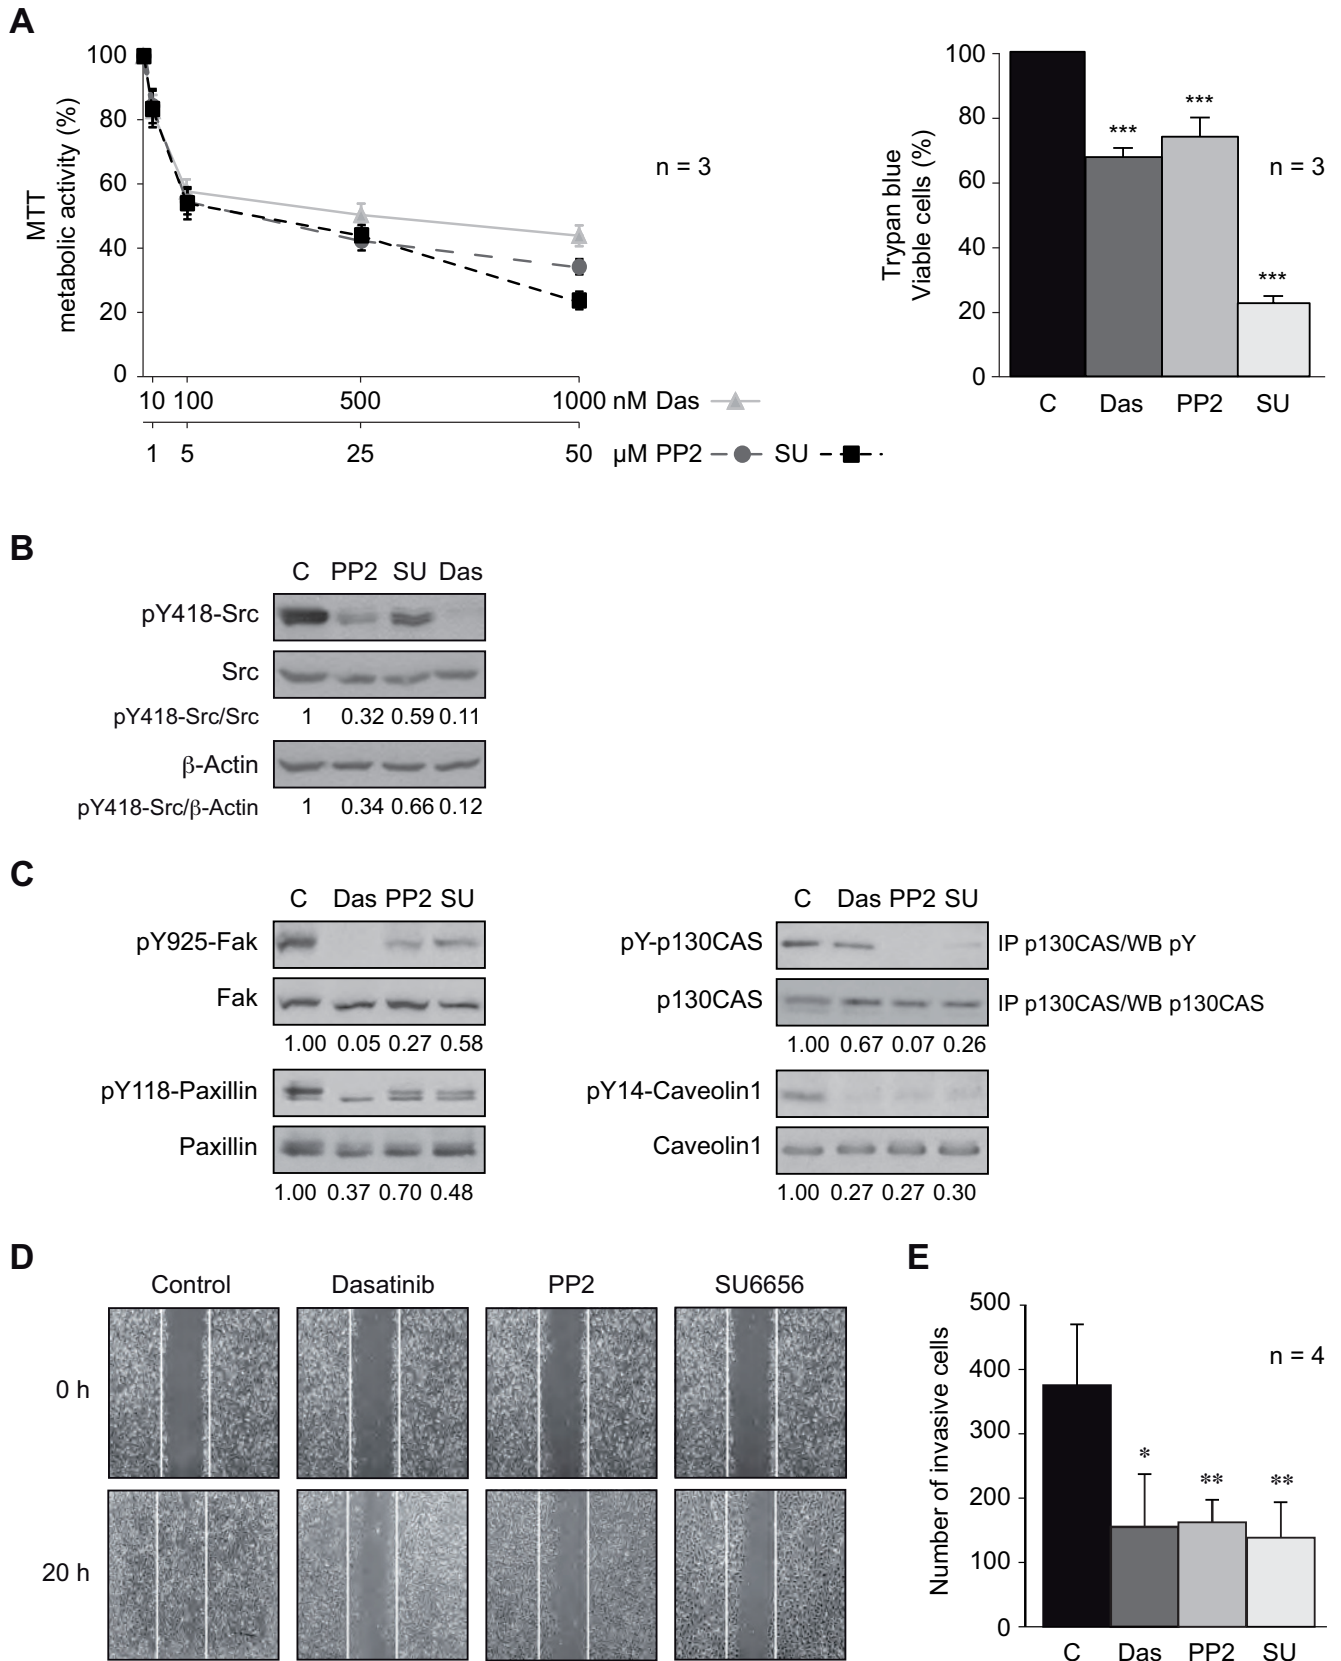 A
MTT
metabolic activity (%)
100
80
60
40
20
0
n = 3
10 100 500 1000 nM Das
1 5 25 50 µM PP2 SU
Trypan blue
Viable cells (%)
100
80
60
40
20
0
***
***
***
n = 3
C Das PP2 SU
B
C PP2 SU Das
pY418-Src
Src
pY418-Src/Src 1 0.32 0.59 0.11
β-Actin
pY418-Src/β-Actin 1 0.34 0.66 0.12
C
C Das PP2 SU
pY925-Fak
Fak
1.00 0.05 0.27 0.58
pY118-Paxillin
Paxillin
1.00 0.37 0.70 0.48
C Das PP2 SU
pY-p130CAS IP p130CAS/WB pY
p130CAS IP p130CAS/WB p130CAS
1.00 0.67 0.07 0.26
pY14-Caveolin1
Caveolin1
1.00 0.27 0.27 0.30
D
Control Dasatinib PP2 SU6656
0 h
20 h
E
Number of invasive cells
500
400
300
200
100
0
n = 4
*
**
**
C Das PP2 SU